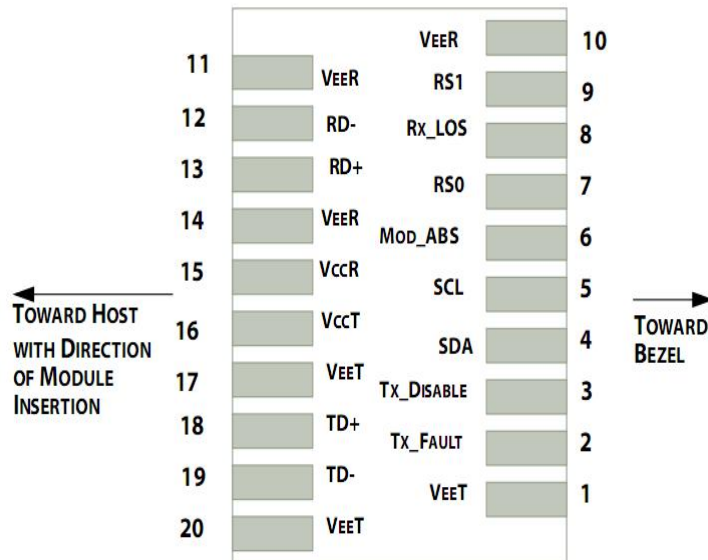 VEER 10
11 VEER
RS1 9
12 RD-
RX_LOS 8
13 RD+
RS0 7
14 VEER
MOD_ABS 6
15 VCCR
SCL 5
TOWARD HOST
WITH DIRECTION
OF MODULE
INSERTION
16 VCCT
SDA 4
TOWARD
BEZEL
17 VEET
TX_DISABLE 3
18 TD+
TX_FAULT 2
19 TD-
VEET 1
20 VEET